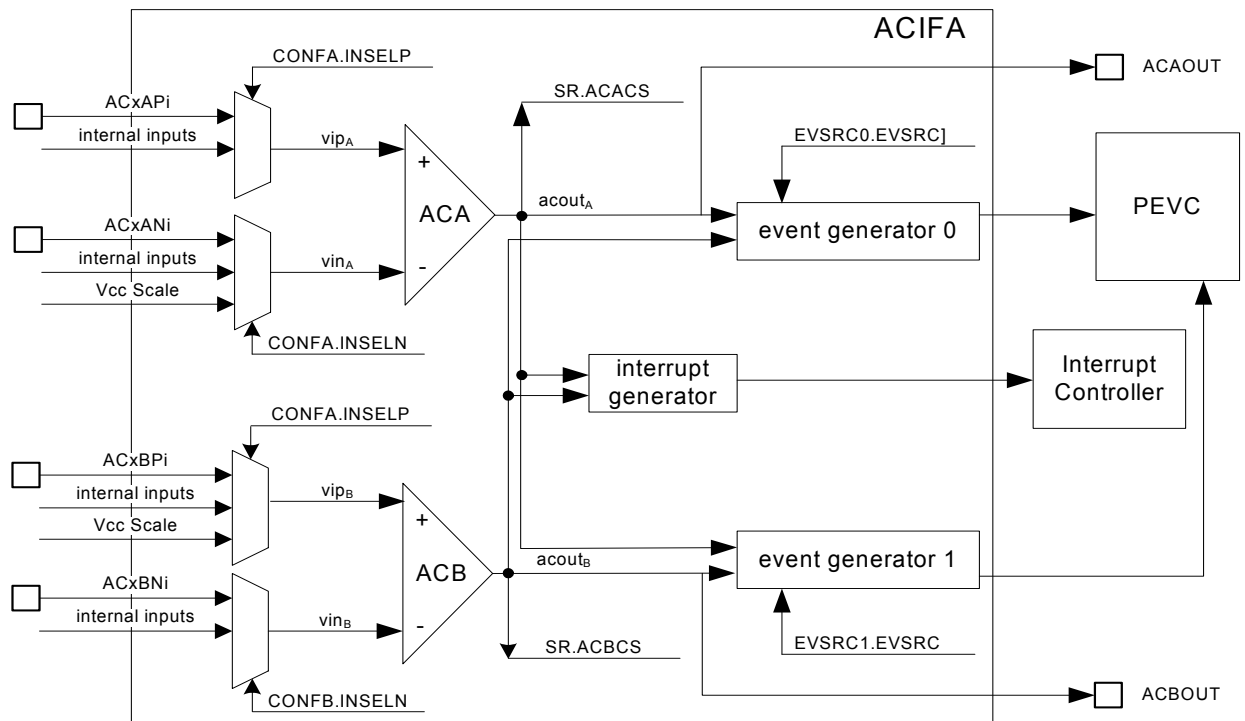 ACIFA
CONFA.INSELP
ACxAPi
internal inputs
vipA
+
ACA
-
ACxANi
internal inputs
Vcc Scale
vinA
CONFA.INSELN
SR.ACACS
acoutA
EVSRC0.EVSRC]
event generator 0
ACAOUT
PEVC
interrupt
generator
Interrupt
Controller
CONFA.INSELP
ACxBPi
internal inputs
Vcc Scale
vipB
+
ACB
-
ACxBNi
internal inputs
vinB
CONFB.INSELN
acoutB
SR.ACBCS
event generator 1
EVSRC1.EVSRC
ACBOUT